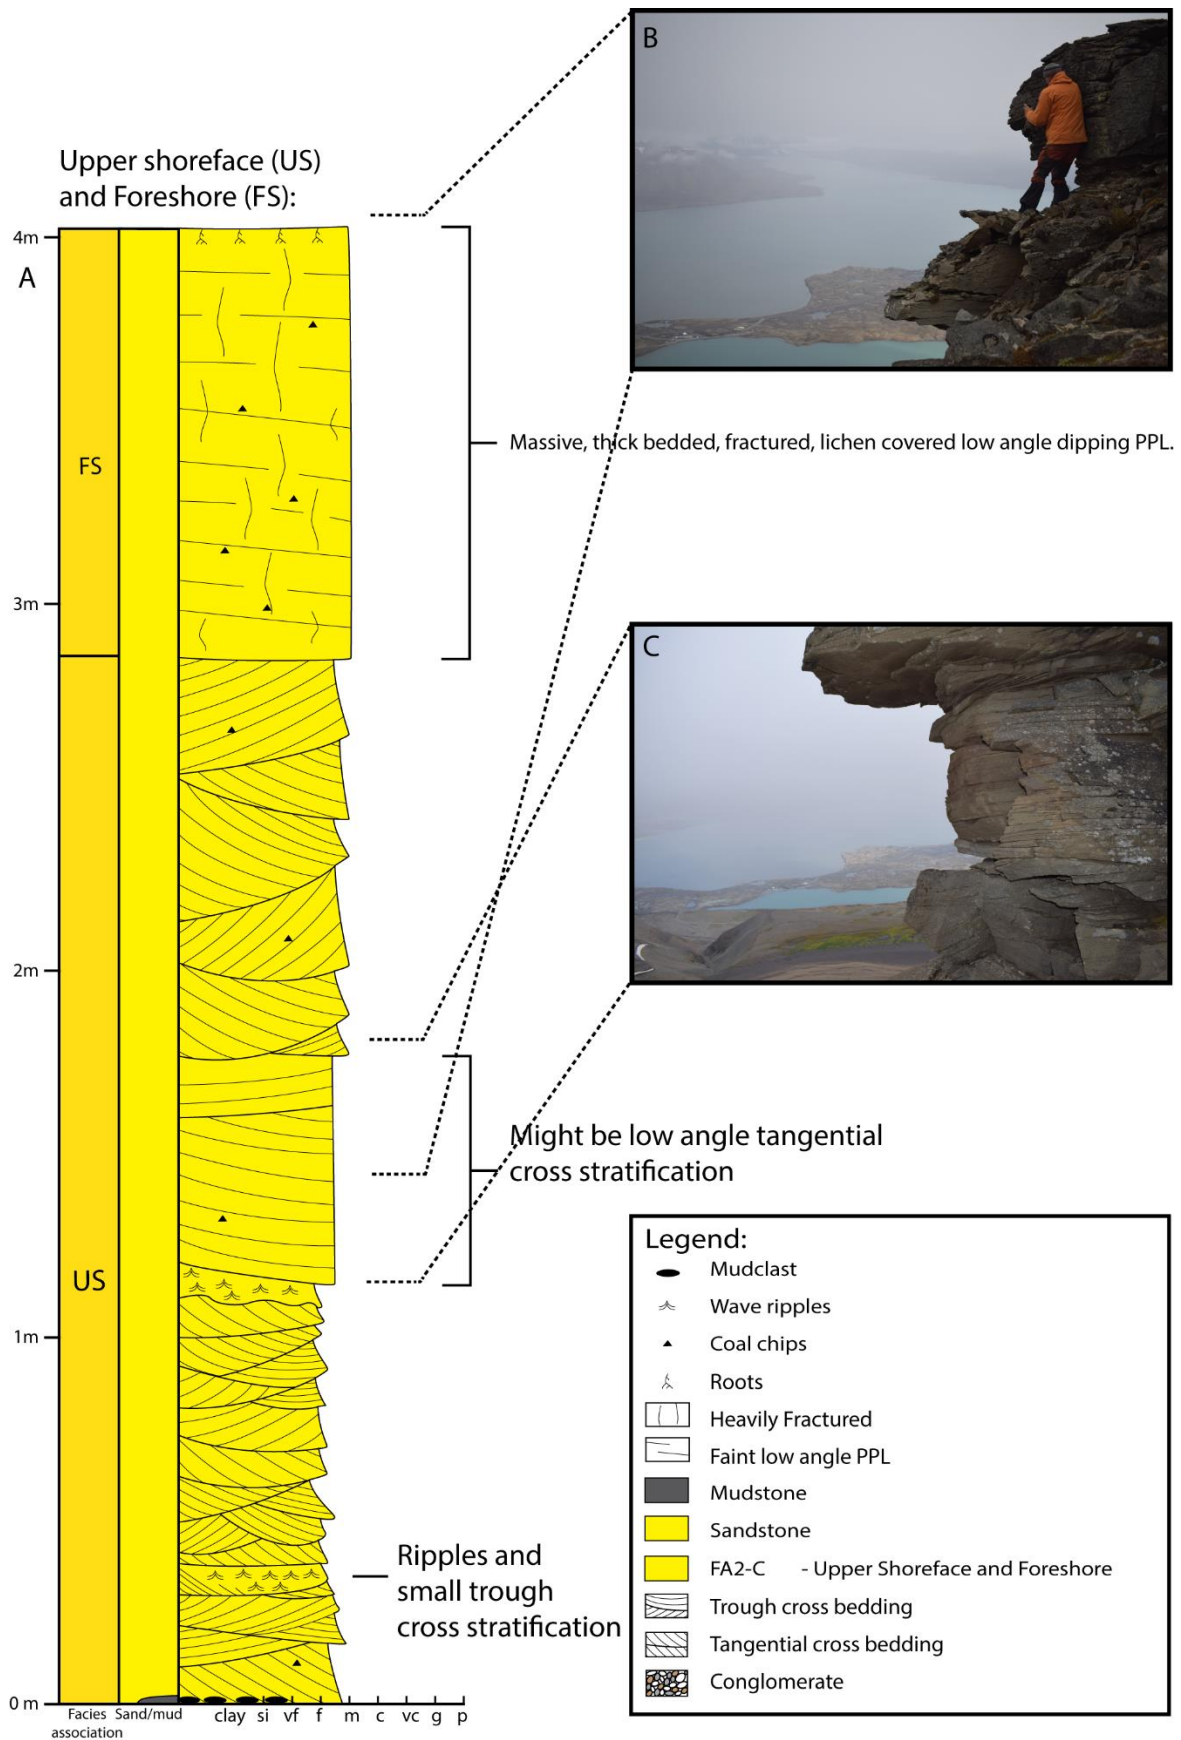 Upper shoreface (US)
and Foreshore (FS):
4m
A
FS
3m
2m
US
1m
0 m
Facies
association
Sand/mud
clay si vf f m c vc g p
B
Massive, thick bedded, fractured, lichen covered low angle dipping PPL.
C
Might be low angle tangential
cross stratification
Ripples and
small trough
cross stratification
Legend:
Mudclast
Wave ripples
Coal chips
Roots
Heavily Fractured
Faint low angle PPL
Mudstone
Sandstone
FA2-C - Upper Shoreface and Foreshore
Trough cross bedding
Tangential cross bedding
Conglomerate